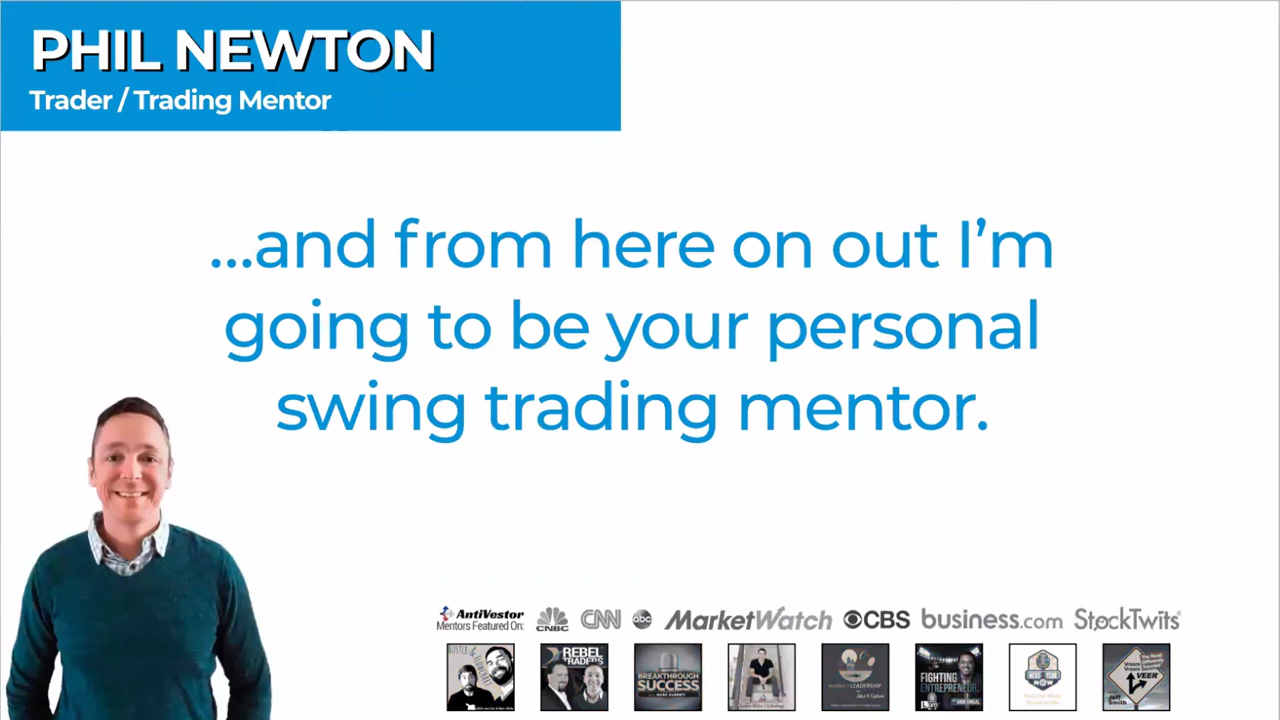 PHIL NEWTON
Trader / Trading Mentor
...and from here on out I'm
going to be your personal
swing trading mentor.
AntiVestor
Mentors Featured On:
CNBC
CNN
abc
MarketWatch
CBS
business.com
StockTwits
REBEL
TRADERS
BREAKTHROUGH
SUCCESS
LEADERSHIP
THE
FIGHTING
ENTREPRENEUR
NOW
VEER